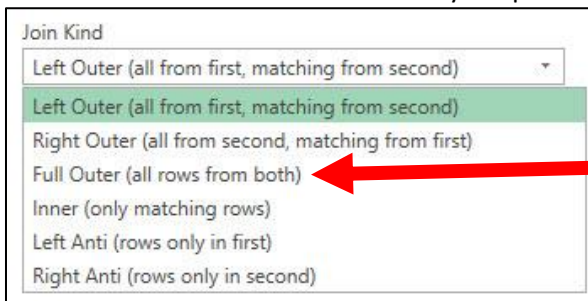 Join Kind
Left Outer (all from first, matching from second)
Left Outer (all from first, matching from second)
Right Outer (all from second, matching from first)
Full Outer (all rows from both)
Inner (only matching rows)
Left Anti (rows only in first)
Right Anti (rows only in second)